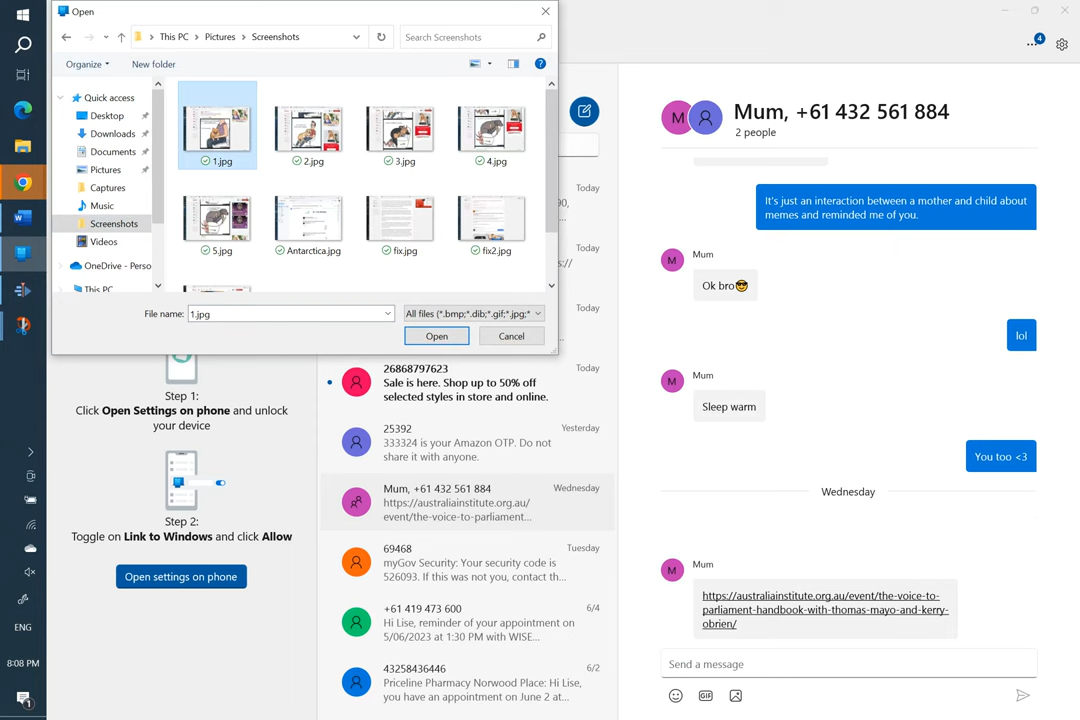 Open
This PC
Pictures
Screenshots
Search Screenshots
Organize
New folder
Quick access
Desktop
Downloads
Documents
Pictures
Captures
Music
Screenshots
Videos
OneDrive - Perso
This PC
1.jpg
2.jpg
3.jpg
4.jpg
5.jpg
Antarctica.jpg
fix.jpg
fix2.jpg
File name:
1.jpg
All files (*.bmp;*.dib;*.gif;*.jpg;*
Open
Cancel
Step 1:
Click Open Settings on phone and unlock
your device
Step 2:
Toggle on Link to Windows and click Allow
Open settings on phone
Today
90,
Today
s://
Today
26868797623
Today
Sale is here. Shop up to 50% off
selected styles in store and online.
25392
Yesterday
333324 is your Amazon OTP. Do not
share it with anyone.
Mum, +61 432 561 884
Wednesday
https://australiainstitute.org.au/
event/the-voice-to-parliament...
69468
Tuesday
myGov Security: Your security code is
526093. If this was not you, contact th...
+61 419 473 600
6/4
Hi Lise, reminder of your appointment on
5/06/2023 at 1:30 PM with WISE...
43258436446
6/2
Priceline Pharmacy Norwood Place: Hi Lise,
you have an appointment on June 2 at...
4
M
Mum, +61 432 561 884
2 people
It's just an interaction between a mother and child about
memes and reminded me of you.
Mum
M
Ok bro😎
lol
Mum
M
Sleep warm
You too <3
Wednesday
Mum
M
https://australiainstitute.org.au/event/the-voice-to-
parliament-handbook-with-thomas-mayo-and-kerry-
obrien/
Send a message
GIF
ENG
8:08 PM
1